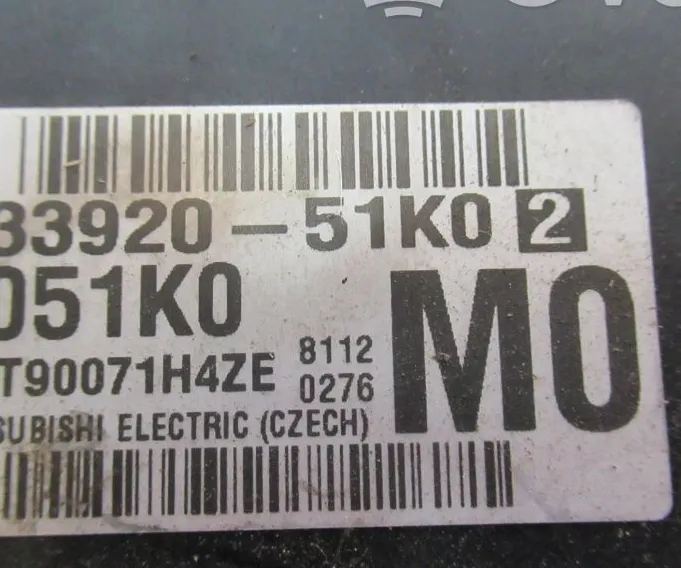 33920-51K0 2
051K0
T90071H4ZE 8112
0276
M0
SUBISHI ELECTRIC (CZECH)